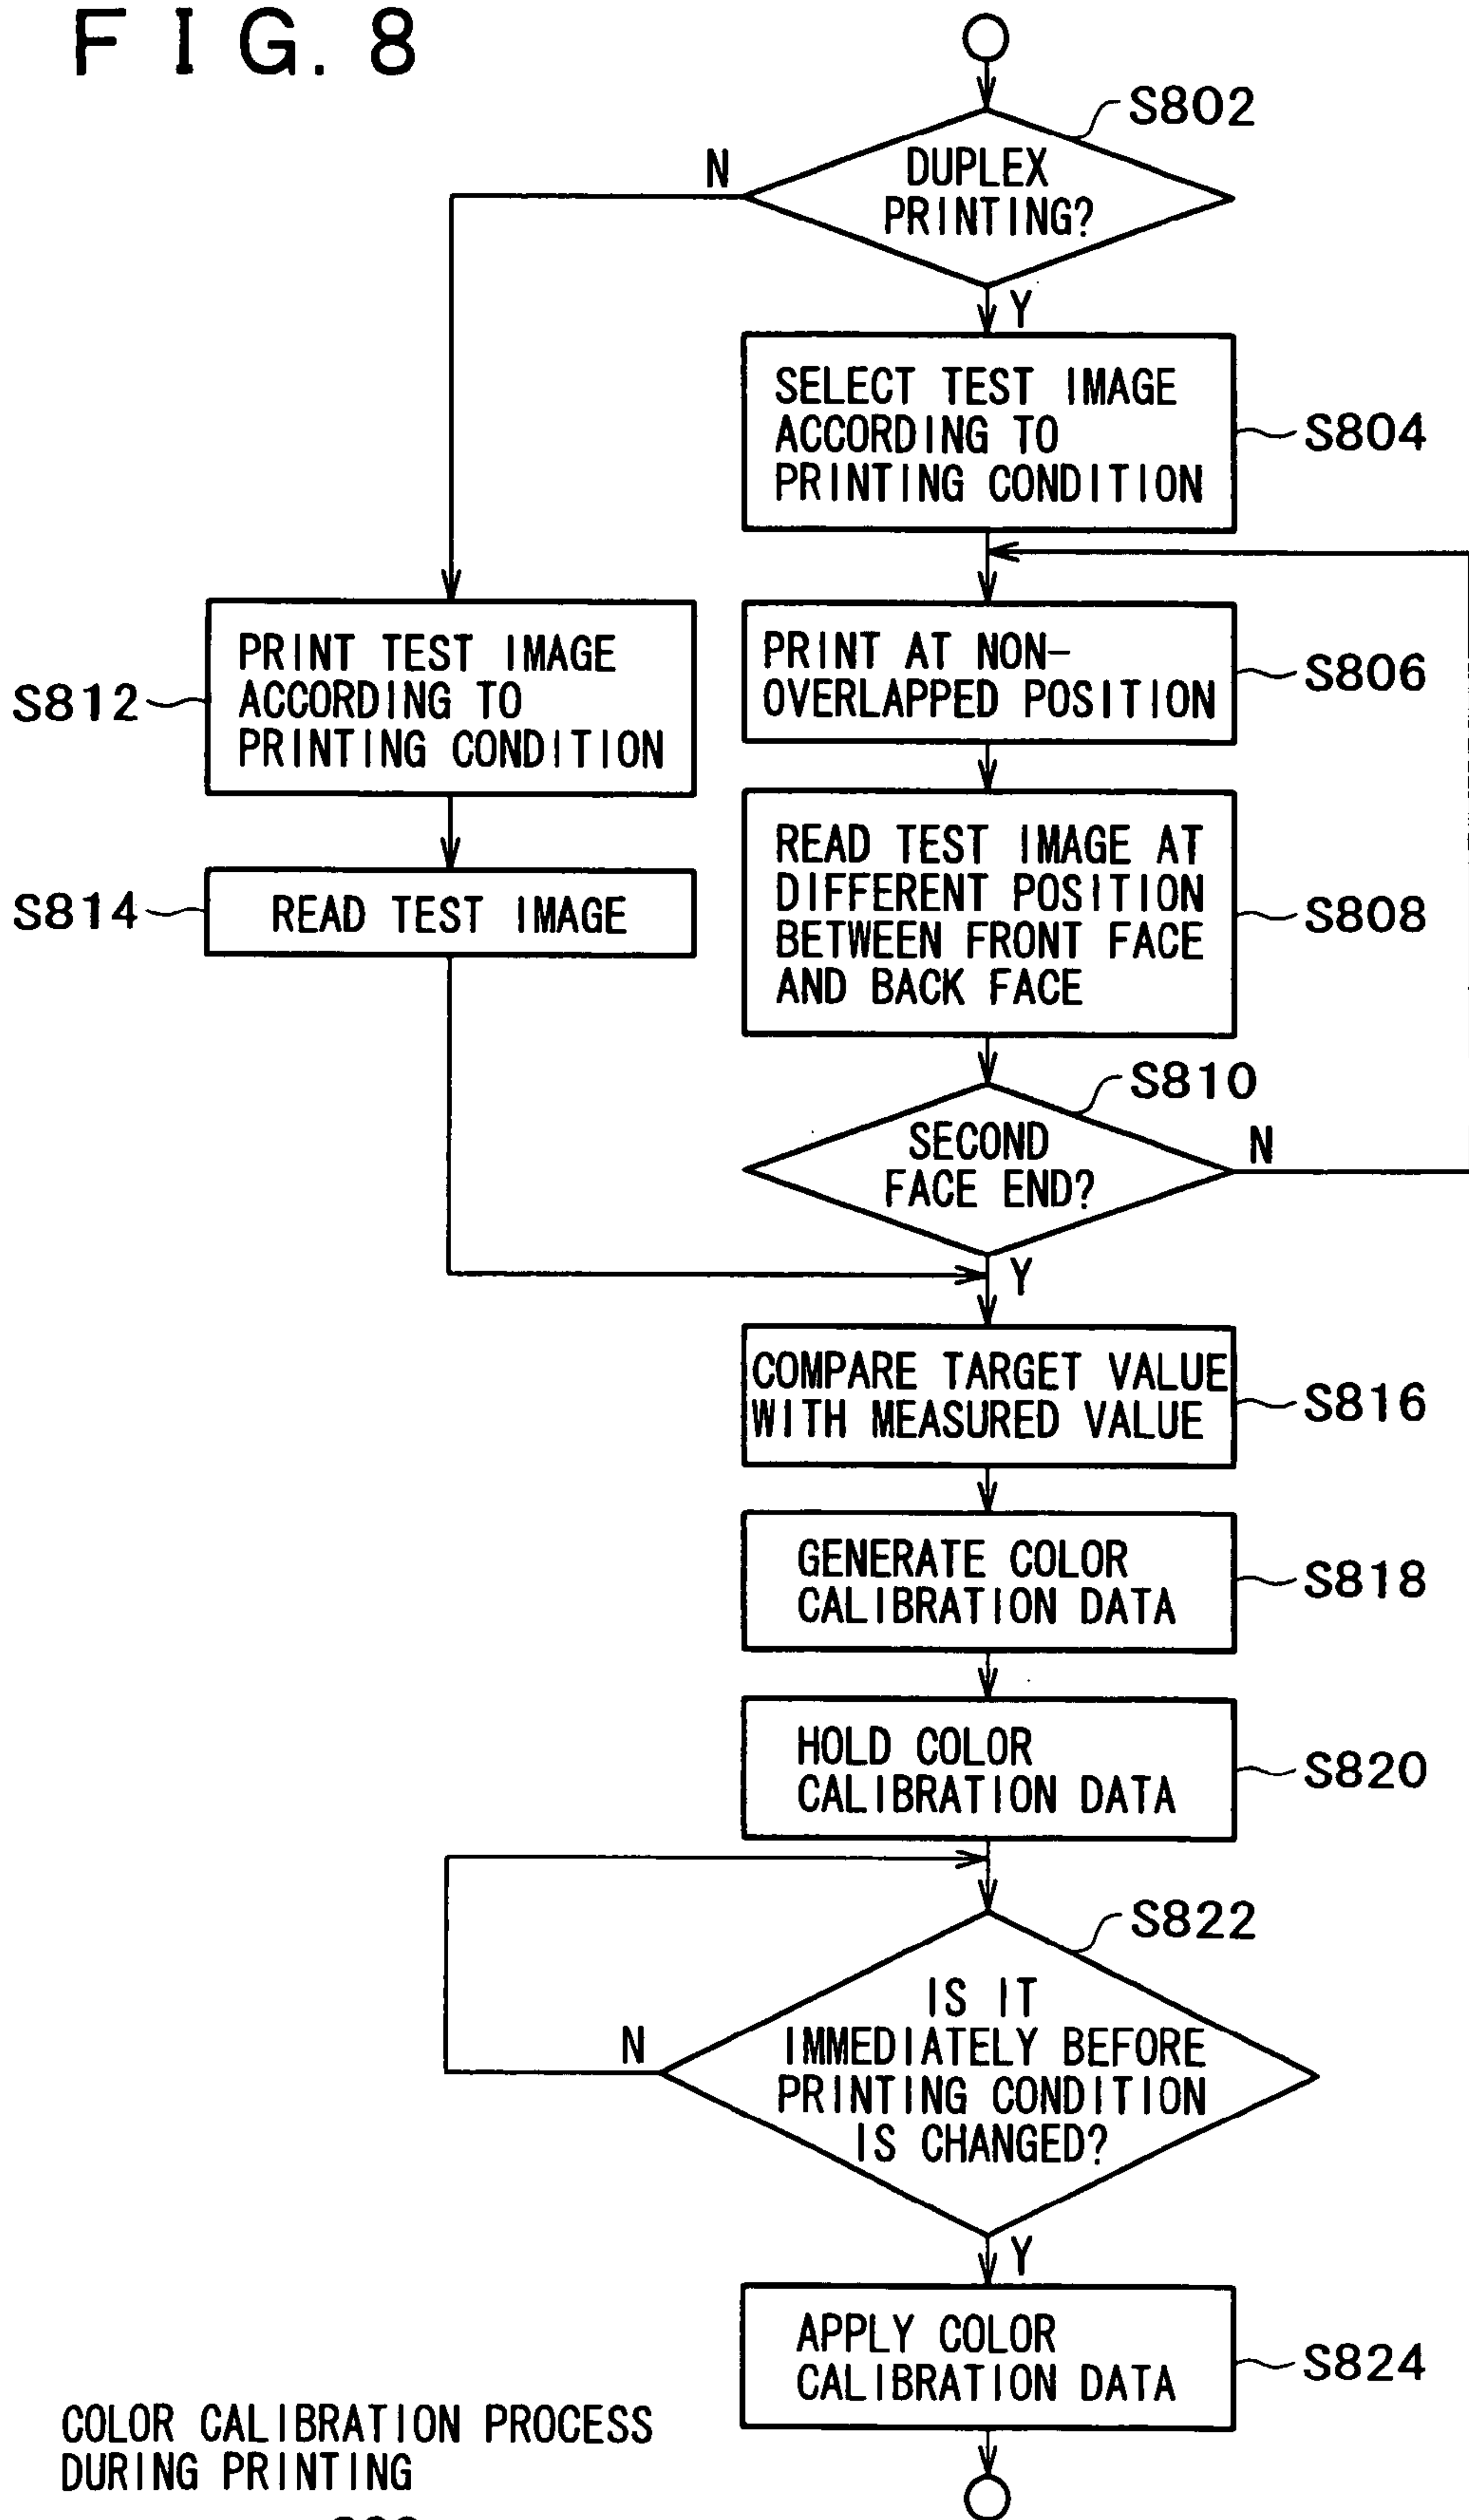 FIG. 8
S802
DUPLEX
PRINTING?
N
Y
SELECT TEST IMAGE
ACCORDING TO
PRINTING CONDITION
S804
PRINT TEST IMAGE
ACCORDING TO
PRINTING CONDITION
S812
PRINT AT NON-
OVERLAPPED POSITION
S806
READ TEST IMAGE
S814
READ TEST IMAGE AT
DIFFERENT POSITION
BETWEEN FRONT FACE
AND BACK FACE
S808
S810
SECOND
FACE END?
N
Y
COMPARE TARGET VALUE
WITH MEASURED VALUE
S816
GENERATE COLOR
CALIBRATION DATA
S818
HOLD COLOR
CALIBRATION DATA
S820
S822
IS IT
IMMEDIATELY BEFORE
PRINTING CONDITION
IS CHANGED?
N
Y
APPLY COLOR
CALIBRATION DATA
S824
COLOR CALIBRATION PROCESS
DURING PRINTING